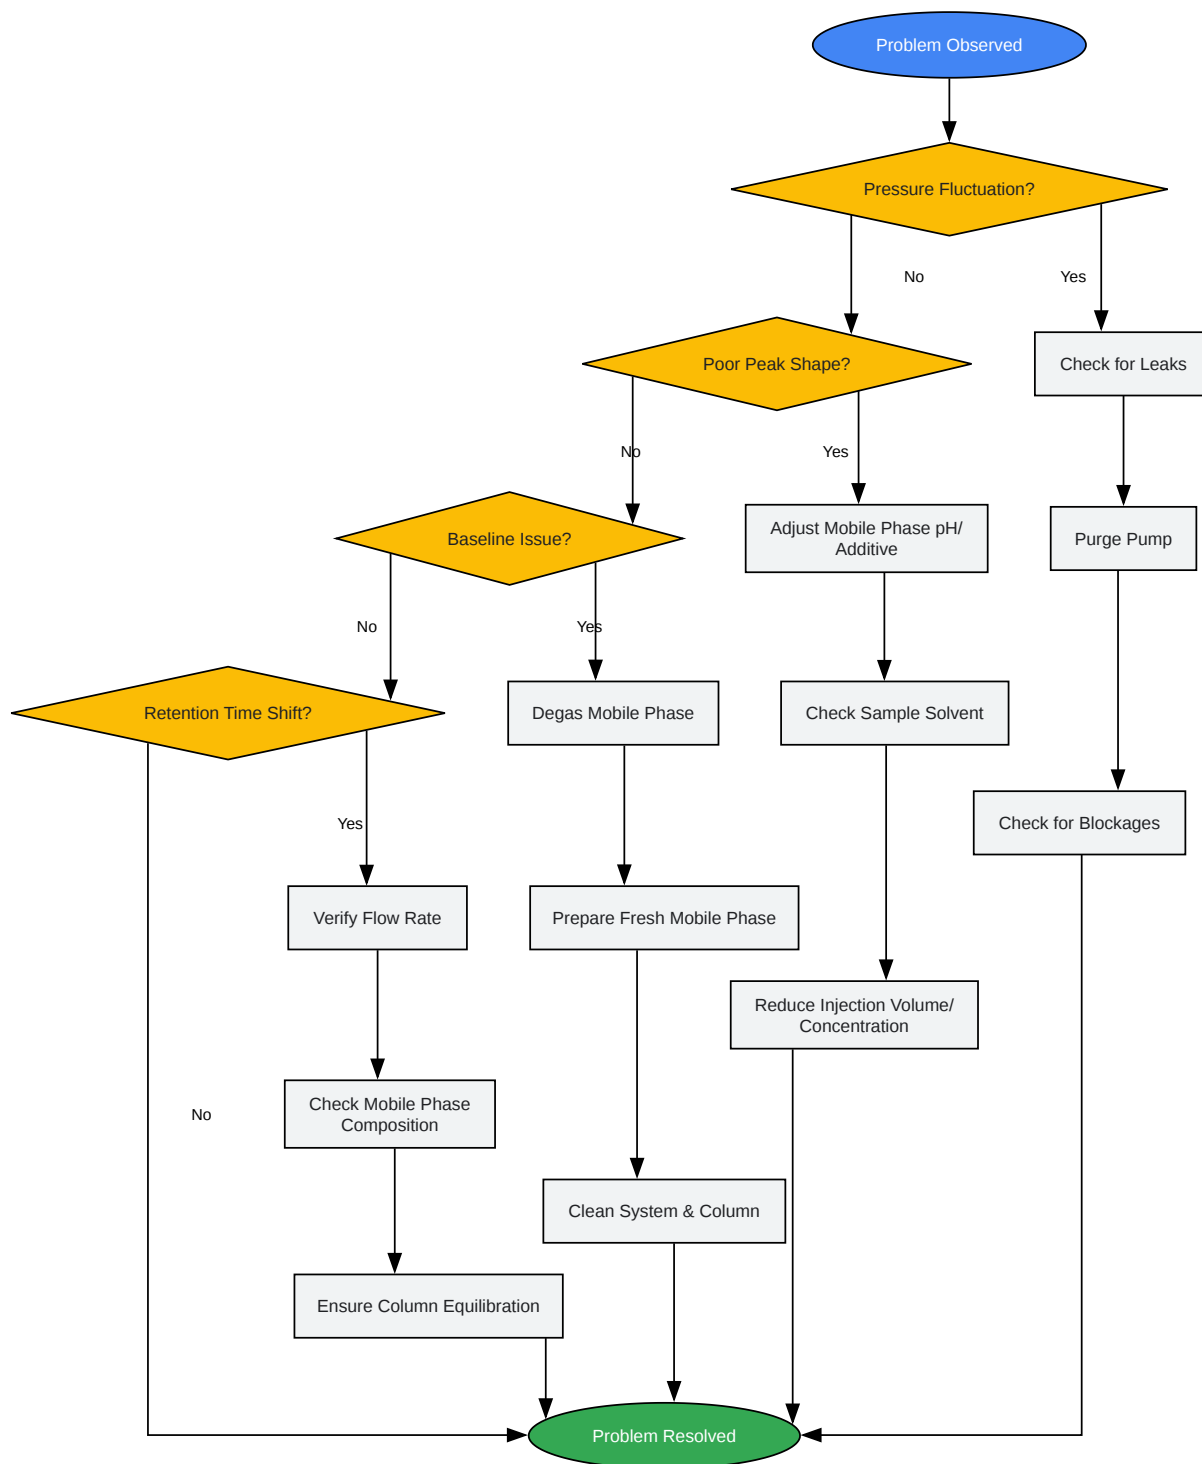 Problem Observed
Pressure Fluctuation?
No
Yes
Poor Peak Shape?
Check for Leaks
No
Yes
Baseline Issue?
Adjust Mobile Phase pH/
Additive
Purge Pump
No
Yes
Retention Time Shift?
Degas Mobile Phase
Check Sample Solvent
Yes
Check for Blockages
Verify Flow Rate
Prepare Fresh Mobile Phase
Reduce Injection Volume/
Concentration
Check Mobile Phase
Composition
No
Clean System & Column
Ensure Column Equilibration
Problem Resolved